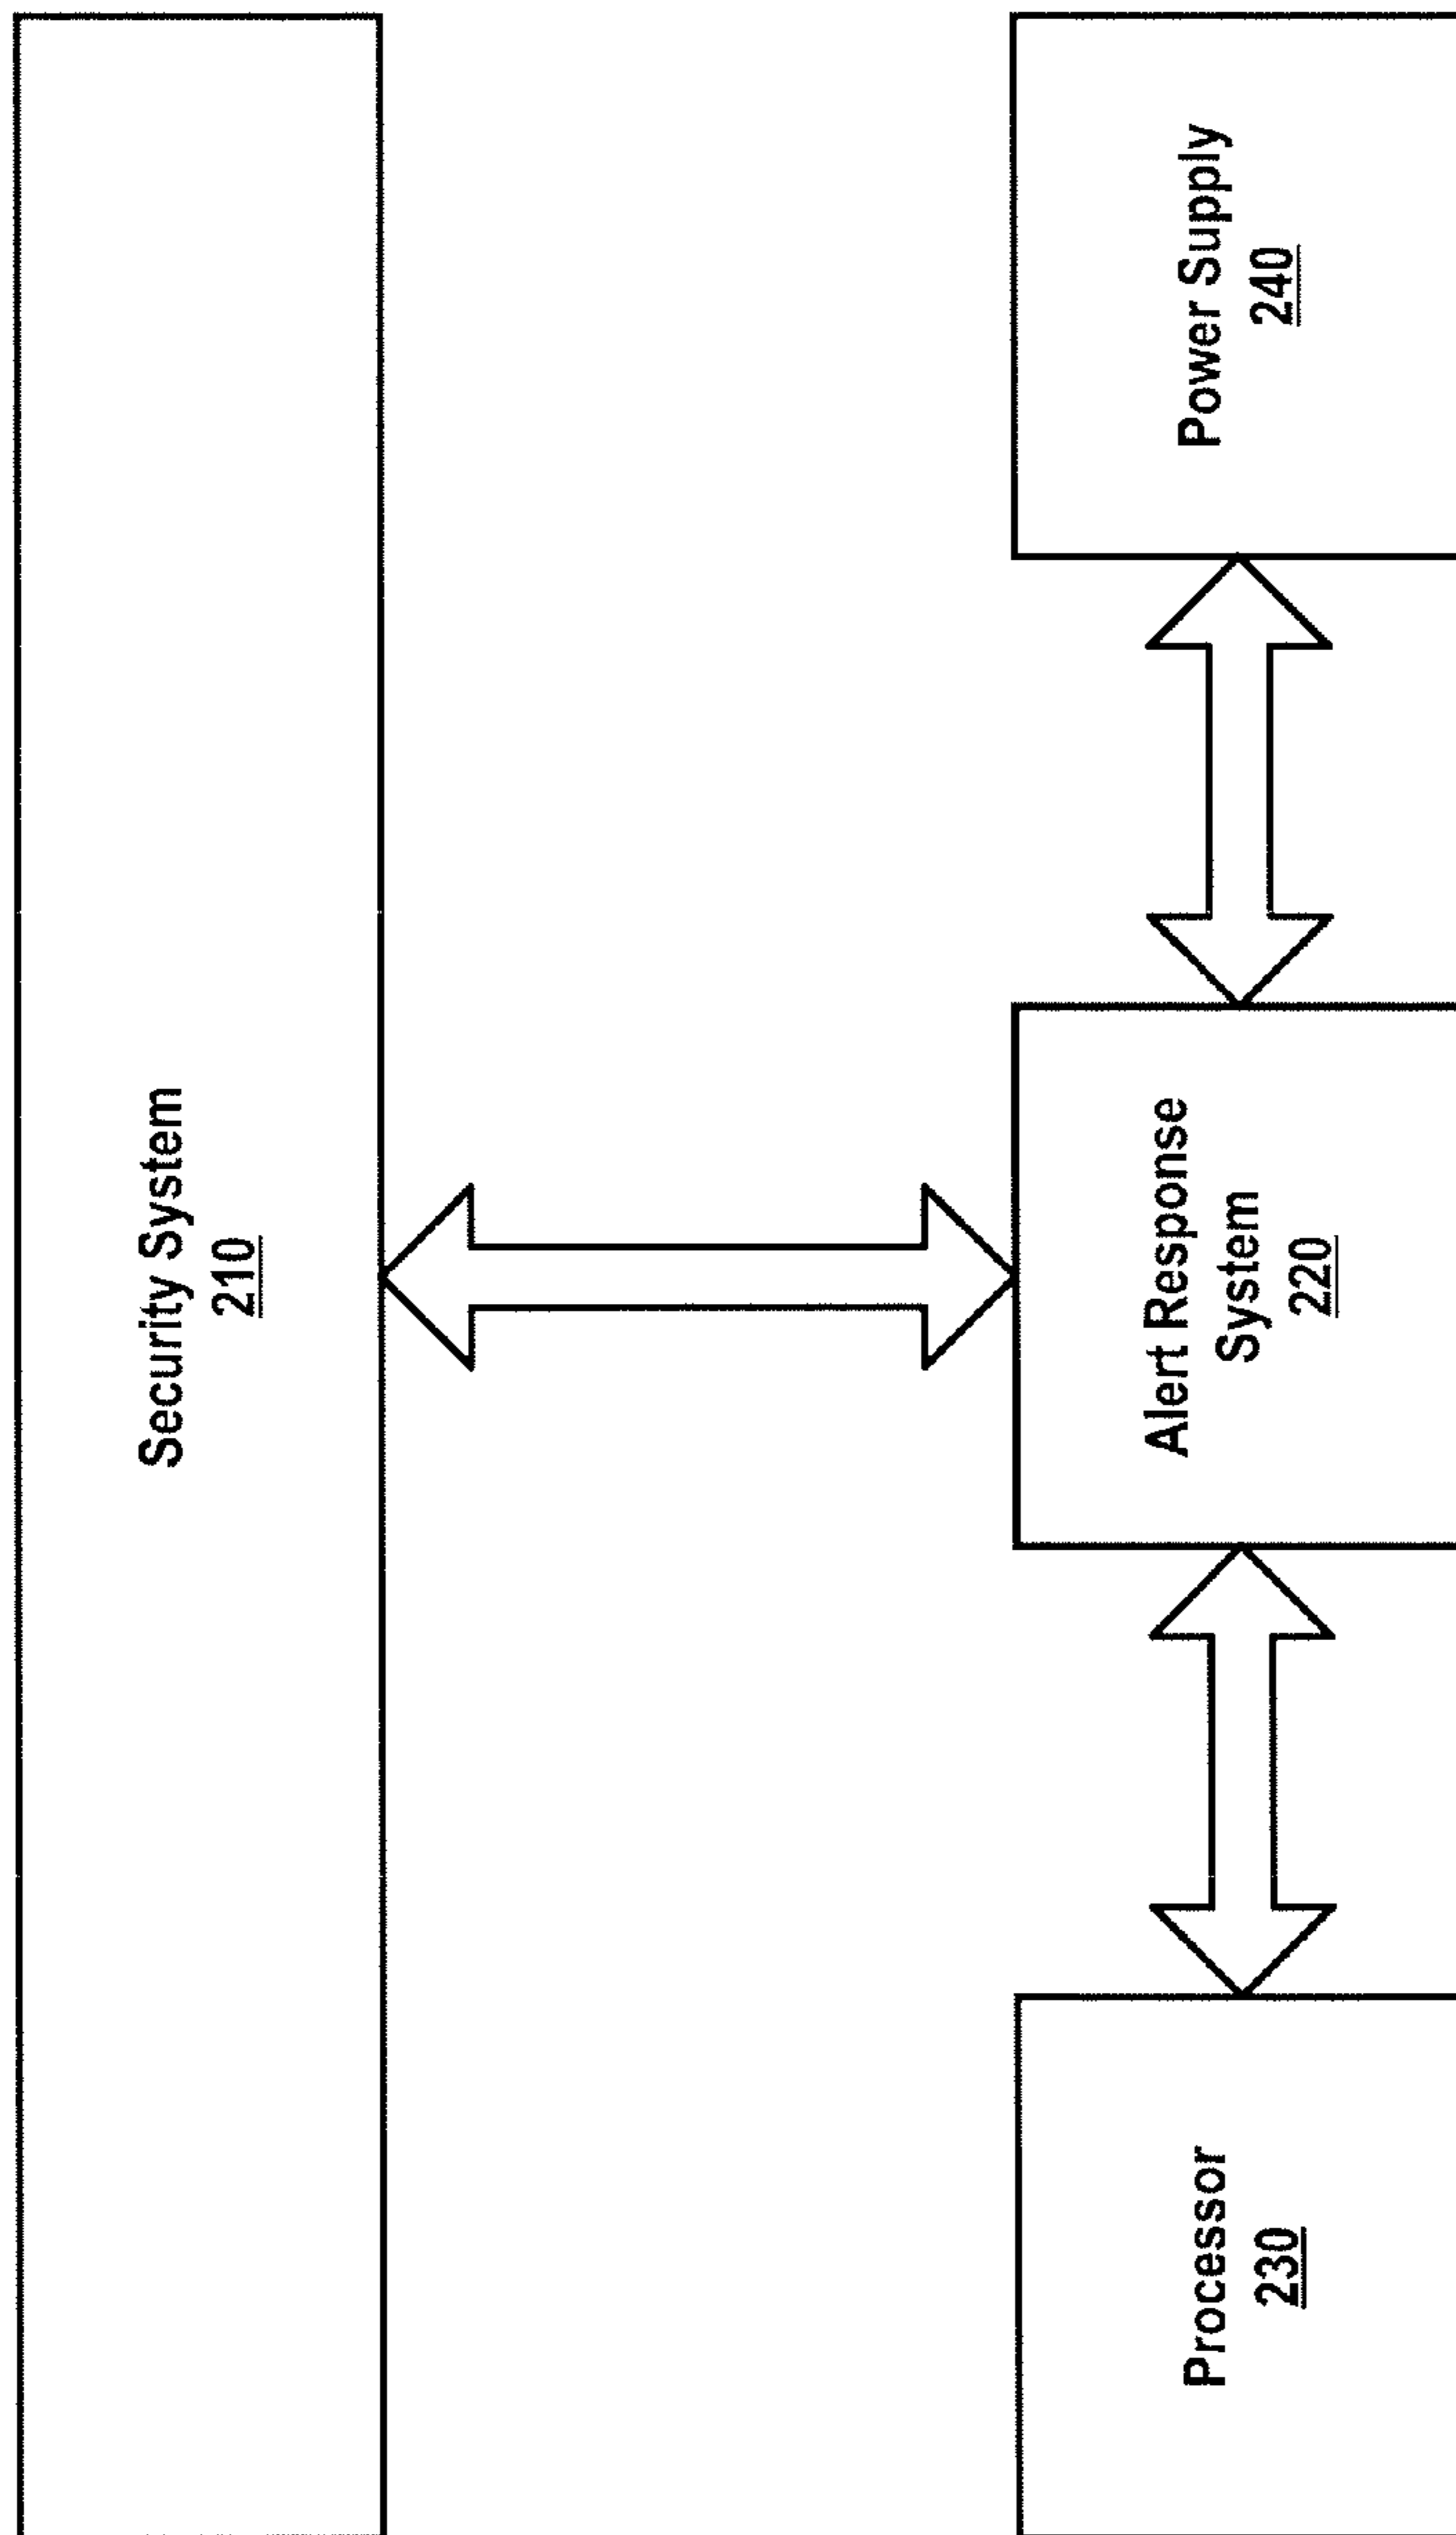 Security System
210
Processor
230
Alert Response
System
220
Power Supply
240